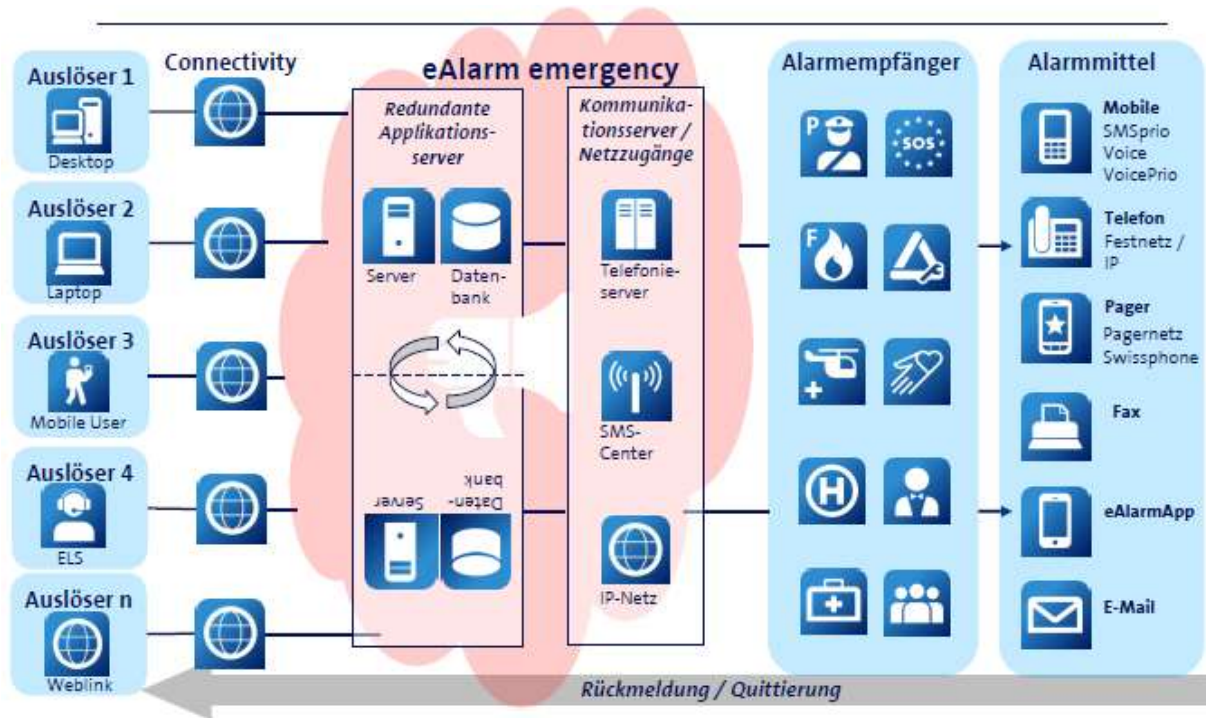 Auslöser 1
Desktop
Auslöser 2
Laptop
Auslöser 3
Mobile User
Auslöser 4
ELS
Auslöser n
Weblink
Connectivity
eAlarm emergency
Redundante
Applikations-
server
Server
Daten-
bank
Server
Daten-
bank
Kommunika-
tionsserver /
Netzzugänge
Telefonie-
server
SMS-
Center
IP-Netz
Alarmempfänger
P
SOS
F
H
Alarmmittel
Mobile
SMSprio
Voice
VoicePrio
Telefon
Festnetz /
IP
Pager
Pagernetz
Swissphone
Fax
eAlarmApp
E-Mail
Rückmeldung / Quittierung